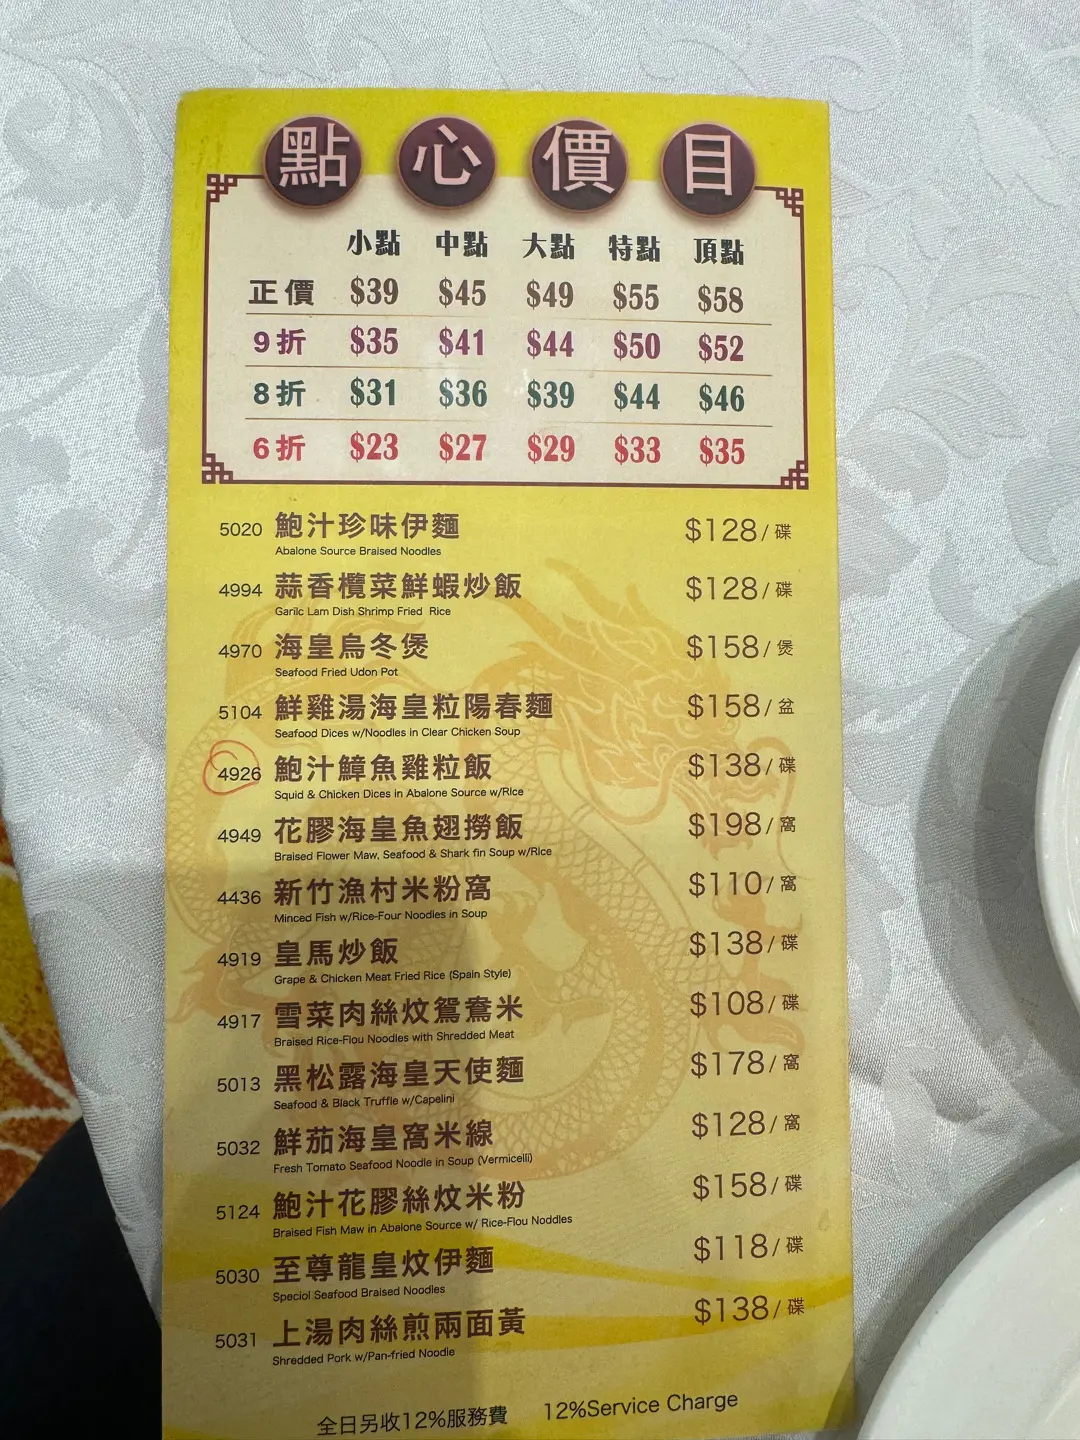 點心價目
小點 中點 大點 特點 頂點
正價 $39 $45 $49 $55 $58
9折 $35 $41 $44 $50 $52
8折 $31 $36 $39 $44 $46
6折 $23 $27 $29 $33 $35
5020 鮑汁珍味伊麵 $128/碟
Abalone Source Braised Noodles
4994 蒜香欖菜鮮蝦炒飯 $128/碟
Garilc Lam Dish Shrimp Fried Rice
4970 海皇烏冬煲 $158/煲
Seafood Fried Udon Pot
5104 鮮雞湯海皇粒陽春麵 $158/盆
Seafood Dices w/Noodles in Clear Chicken Soup
4926 鮑汁鱆魚雞粒飯 $138/碟
Squid & Chicken Dices in Abalone Source w/RIce
4949 花膠海皇魚翅撈飯 $198/窩
Braised Flower Maw, Seafood & Shark fin Soup w/Rice
4436 新竹漁村米粉窩 $110/窩
Minced Fish w/Rice-Four Noodles in Soup
4919 皇馬炒飯 $138/碟
Grape & Chicken Meat Fried Rice (Spain Style)
4917 雪菜肉絲炆鴛鴦米 $108/碟
Braised Rice-Flou Noodles with Shredded Meat
5013 黑松露海皇天使麵 $178/窩
Seafood & Black Truffle w/Capelini
5032 鮮茄海皇窩米線 $128/窩
Fresh Tomato Seafood Noodle in Soup (Vermicelli)
5124 鮑汁花膠絲炆米粉 $158/碟
Braised Fish Maw in Abalone Source w/ Rice-Flou Noddles
5030 至尊龍皇炆伊麵 $118/碟
Speciol Seafood Braised Noodles
5031 上湯肉絲煎兩面黃 $138/碟
Shredded Pork w/Pan-fried Noodle
全日另收12%服務費 12%Service Charge